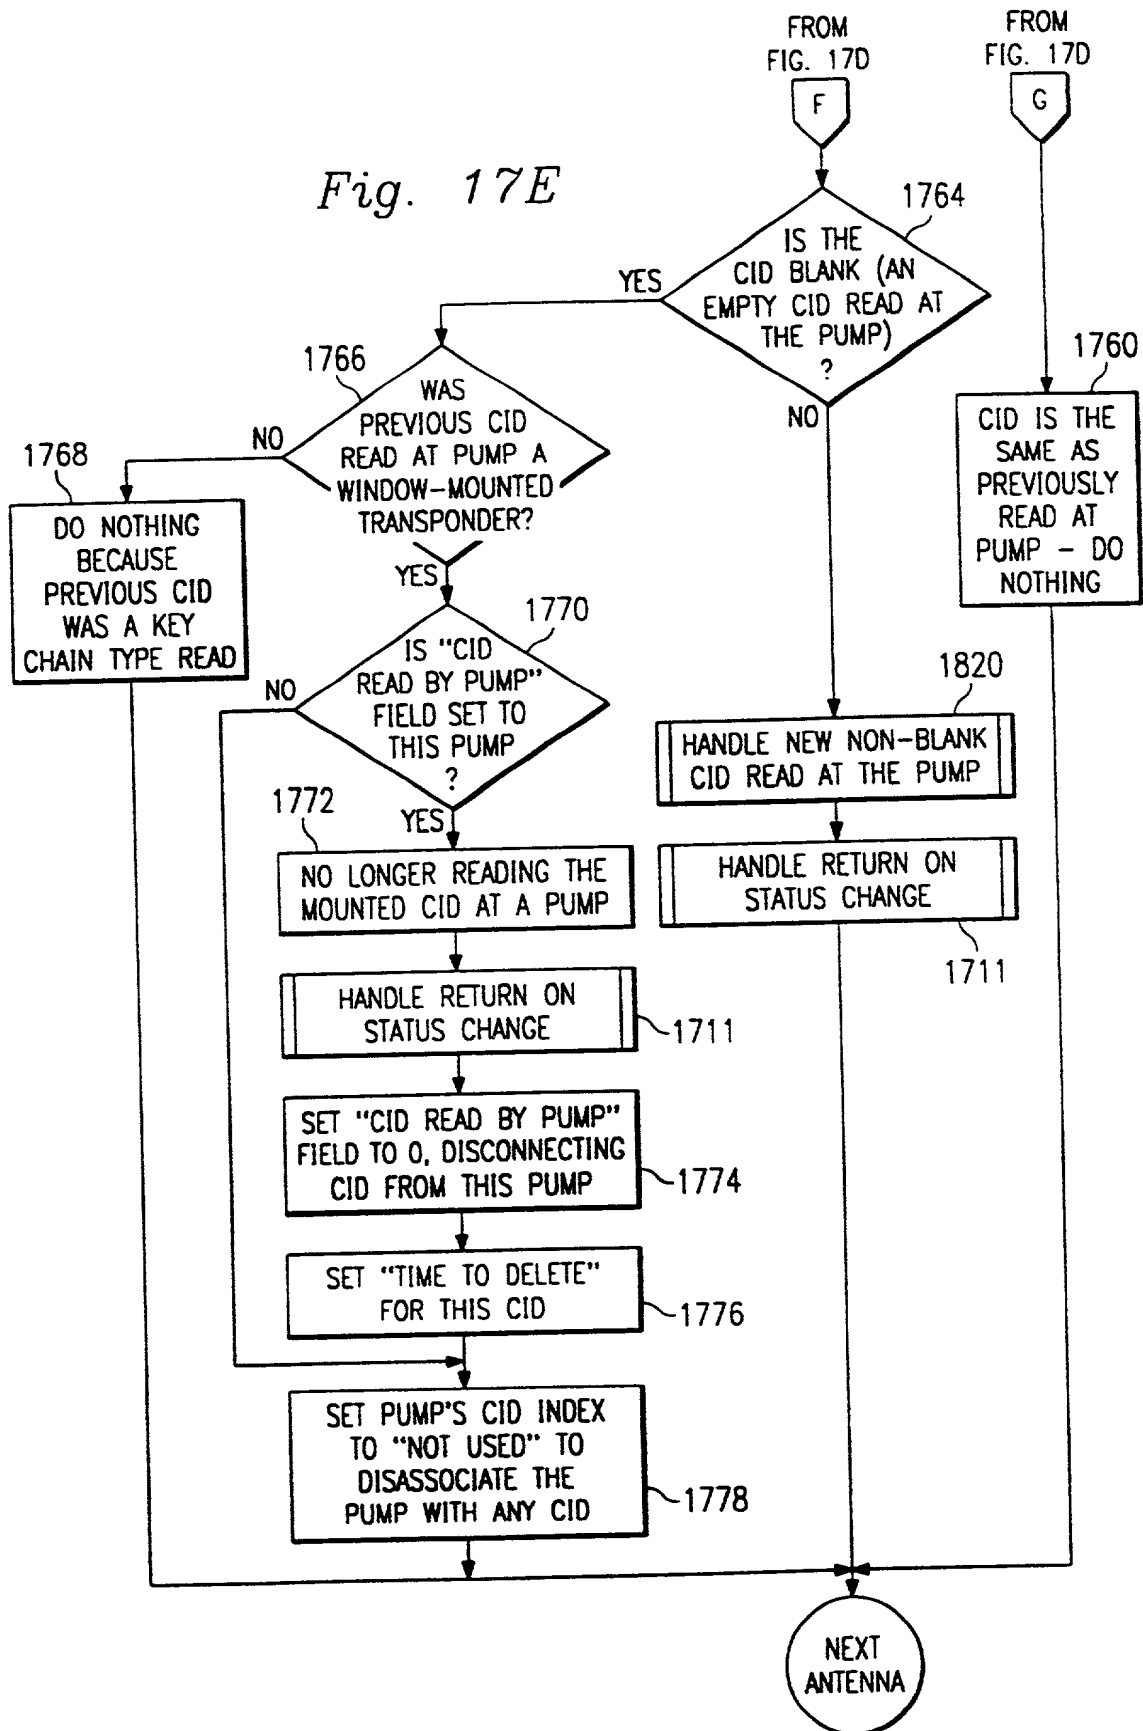 FROM
FIG. 17D
F
FROM
FIG. 17D
G
Fig. 17E
1764
IS THE
CID BLANK (AN
EMPTY CID READ AT
THE PUMP)
?
YES
NO
1760
CID IS THE
SAME AS
PREVIOUSLY
READ AT
PUMP – DO
NOTHING
1766
WAS
PREVIOUS CID
READ AT PUMP A
WINDOW–MOUNTED
TRANSPONDER?
NO
YES
1768
DO NOTHING
BECAUSE
PREVIOUS CID
WAS A KEY
CHAIN TYPE READ
1770
IS "CID
READ BY PUMP"
FIELD SET TO
THIS PUMP
?
NO
YES
1820
HANDLE NEW NON–BLANK
CID READ AT THE PUMP
HANDLE RETURN ON
STATUS CHANGE
1711
1772
NO LONGER READING THE
MOUNTED CID AT A PUMP
HANDLE RETURN ON
STATUS CHANGE
1711
SET "CID READ BY PUMP"
FIELD TO 0, DISCONNECTING
CID FROM THIS PUMP
1774
SET "TIME TO DELETE"
FOR THIS CID
1776
SET PUMP'S CID INDEX
TO "NOT USED" TO
DISASSOCIATE THE
PUMP WITH ANY CID
1778
NEXT
ANTENNA